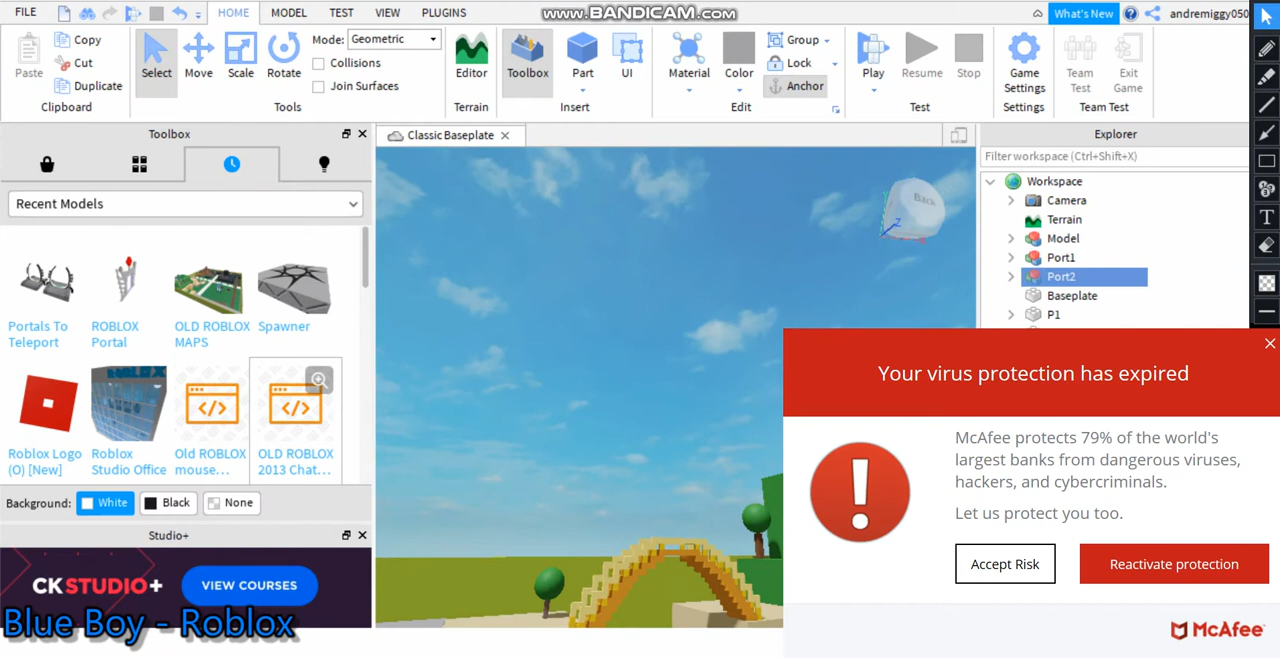 FILE
HOME
MODEL
TEST
VIEW
PLUGINS
www.BANDICAM.com
What's New
andremiggy050
Paste
Copy
Cut
Duplicate
Clipboard
Select
Move
Scale
Rotate
Mode: Geometric
Collisions
Join Surfaces
Tools
Editor
Terrain
Toolbox
Part
UI
Insert
Material
Color
Group
Lock
Anchor
Edit
Play
Resume
Stop
Test
Game
Settings
Settings
Team
Test
Exit
Game
Team Test
Toolbox
Recent Models
Portals To
Teleport
ROBLOX
Portal
OLD ROBLOX
MAPS
Spawner
ROBLOX
Roblox Logo
(O) [New]
Roblox
Studio Office
Old ROBLOX
mouse...
OLD ROBLOX
2013 Chat...
Background: White Black None
Studio+
CKSTUDIO+
VIEW COURSES
Blue Boy - Roblox
Classic Baseplate
Back
Z
Explorer
Filter workspace (Ctrl+Shift+X)
Workspace
Camera
Terrain
Model
Port1
Port2
Baseplate
P1
T
Your virus protection has expired
McAfee protects 79% of the world's
largest banks from dangerous viruses,
hackers, and cybercriminals.
Let us protect you too.
Accept Risk
Reactivate protection
McAfee